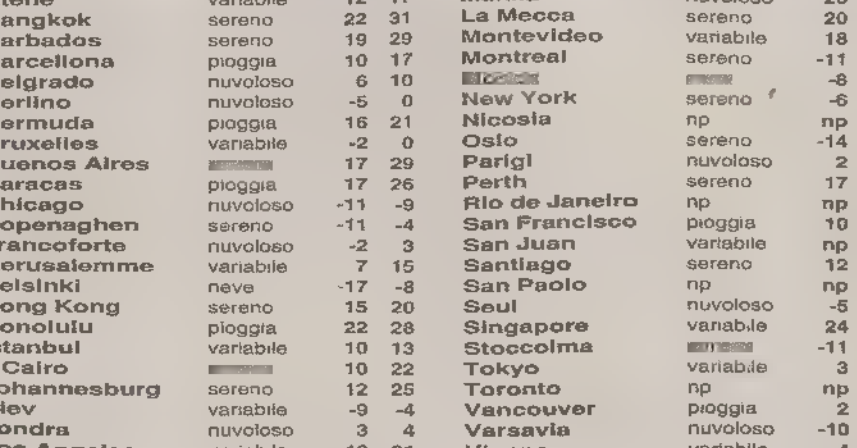 angkok sereno 22 31
arbados sereno 19 29
arcellona pioggia 10 17
elgrado nuvoloso 6 10
erlino nuvoloso -5 0
ermuda pioggia 16 21
ruxelles variabile -2 0
uenos Aires 17 29
aracas pioggia 17 26
hicago nuvoloso -11 -9
openaghen sereno -11 -4
rancoforte nuvoloso -2 3
erusalemme variabile 7 15
elsinki neve -17 -8
ong Kong sereno 15 20
onolulu pioggia 22 28
stanbul variabile 10 13
Cairo 10 22
ohannesburg sereno 12 25
iev variabile -9 -4
ondra nuvoloso 3 4
La Mecca sereno 20
Montevideo variabile 18
Montreal sereno -11
-8
New York sereno -6
Nicosia np np
Oslo sereno -14
Parigi nuvoloso 2
Perth sereno 17
Rio de Janeiro np np
San Francisco pioggia 10
San Juan variabile np
Santiago sereno 12
San Paolo np np
Seul nuvoloso -5
Singapore variabile 24
Stoccolma -11
Tokyo variabile 3
Toronto np np
Vancouver pioggia 2
Varsavia nuvoloso -10